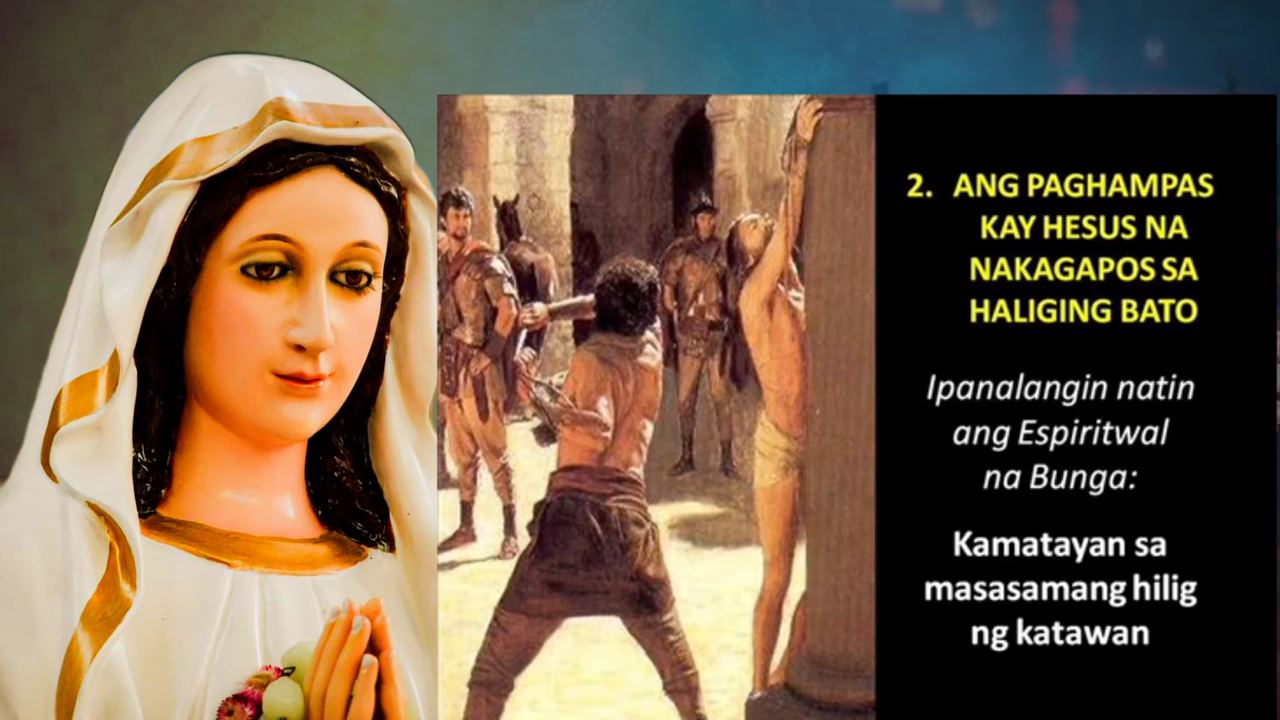 2. ANG PAGHAMPAS
KAY HESUS NA
NAKAGAPOS SA
HALIGING BATO
Ipanalangin natin
ang Espiritwal
na Bunga:
Kamatayan sa
masasamang hilig
ng katawan